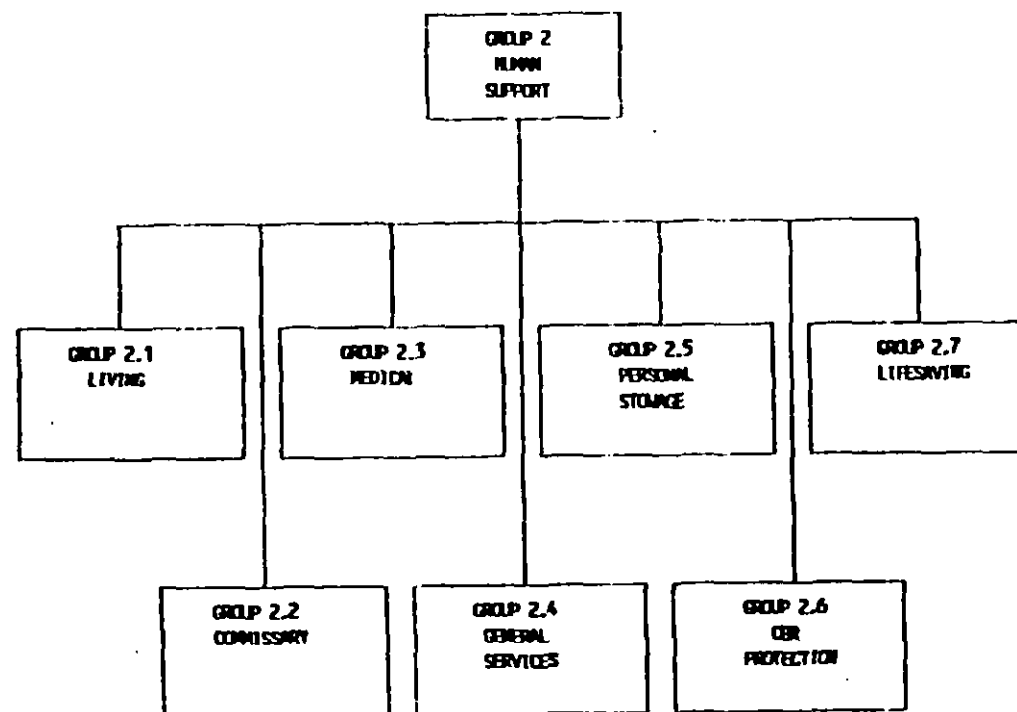 GROUP 2
HUMAN
SUPPORT
GROUP 2.1
LIVING
GROUP 2.3
MEDICAL
GROUP 2.5
PERSONAL
STOWAGE
GROUP 2.7
LIFESAVING
GROUP 2.2
COMMISSARY
GROUP 2.4
GENERAL
SERVICES
GROUP 2.6
CBR
PROTECTION